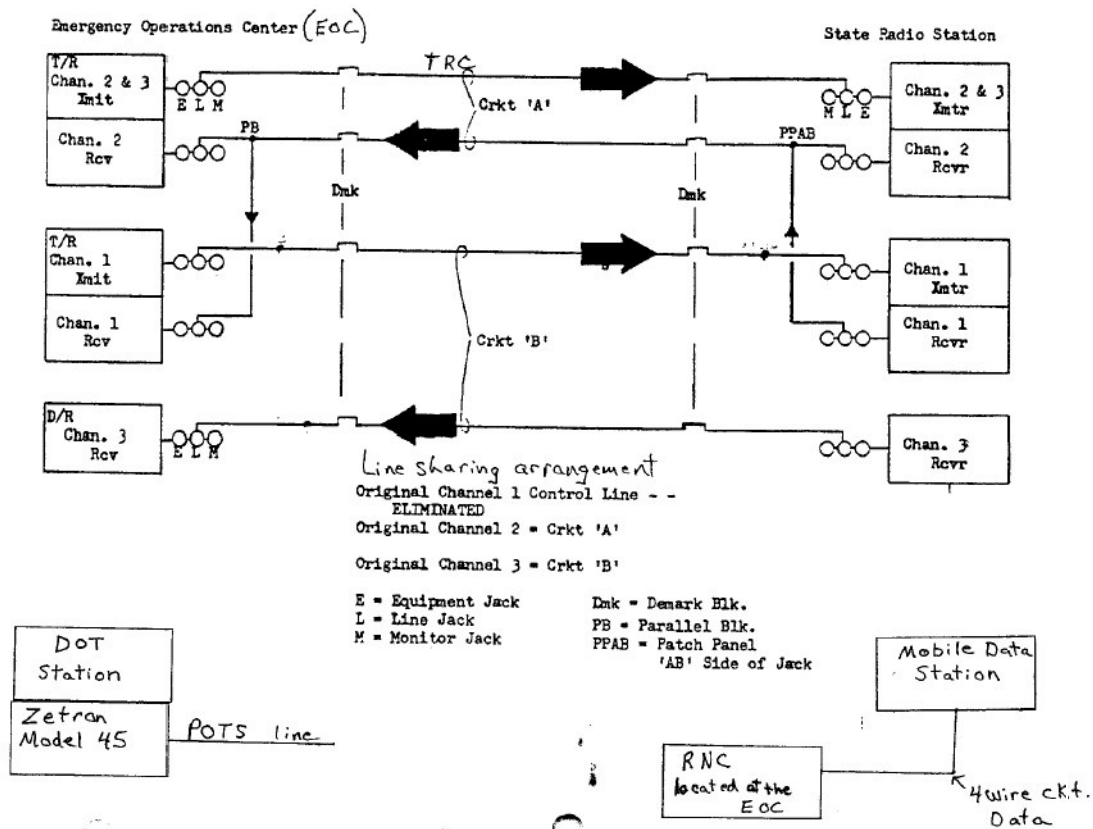 Emergency Operations Center (EOC)
State Radio Station
T/R
Chan. 2 & 3
Xmit
E L M
TRC
Crkt 'A'
M L E
Chan. 2 & 3
Xmtr
Chan. 2
Rcv
PB
PPAB
Chan. 2
Rcvr
Dmk
Dmk
T/R
Chan. 1
Xmit
Chan. 1
Xmtr
Chan. 1
Rcv
Crkt 'B'
Chan. 1
Rcvr
D/R
Chan. 3
Rcv
E L M
Chan. 3
Rcvr
Line sharing arrangement
Original Channel 1 Control Line - -
ELIMINATED
Original Channel 2 = Crkt 'A'
Original Channel 3 = Crkt 'B'
E = Equipment Jack
L = Line Jack
M = Monitor Jack
Dmk = Demark Blk.
PB = Parallel Blk.
PPAB = Patch Panel
'AB' Side of Jack
DOT
Station
Zetron
Model 45
POTS line
Mobile Data
Station
RNC
located at the
EOC
4 wire ckt.
Data